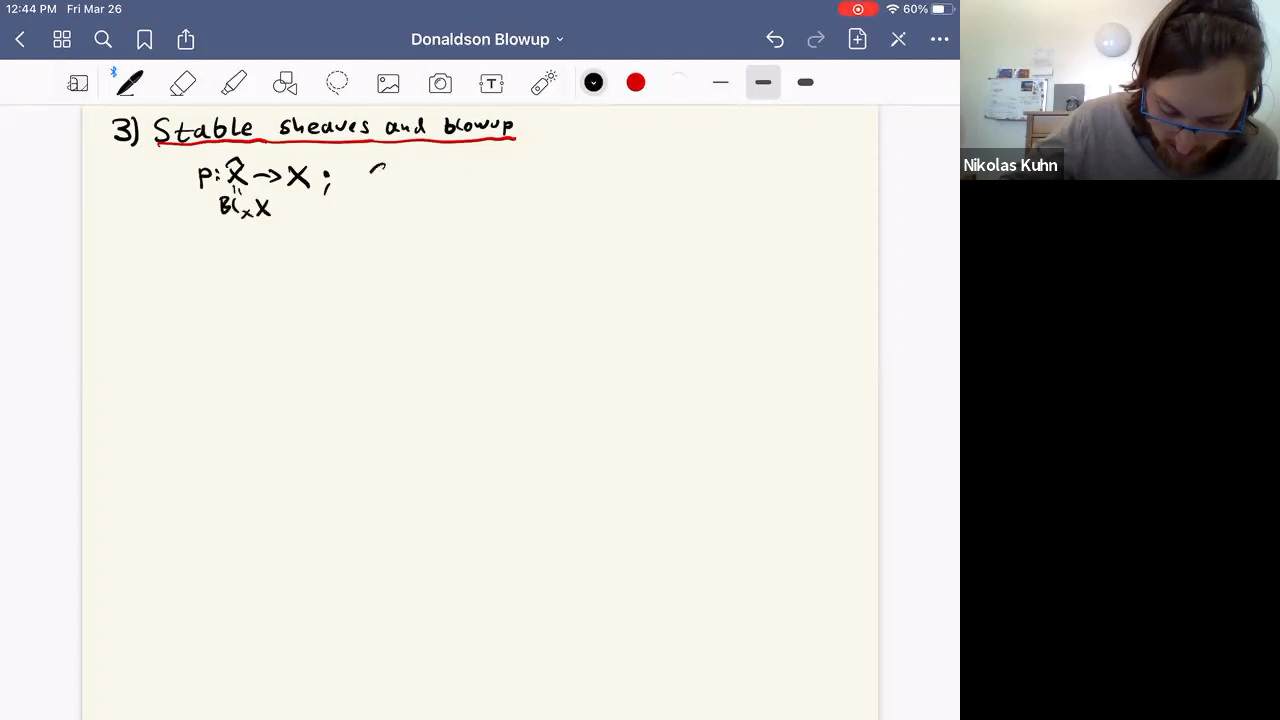 12:44 PM Fri Mar 26
60%
Donaldson Blowup
3) Stable sheaves and blowup
p: X̂ → X ;
Bl_x X
Nikolas Kuhn